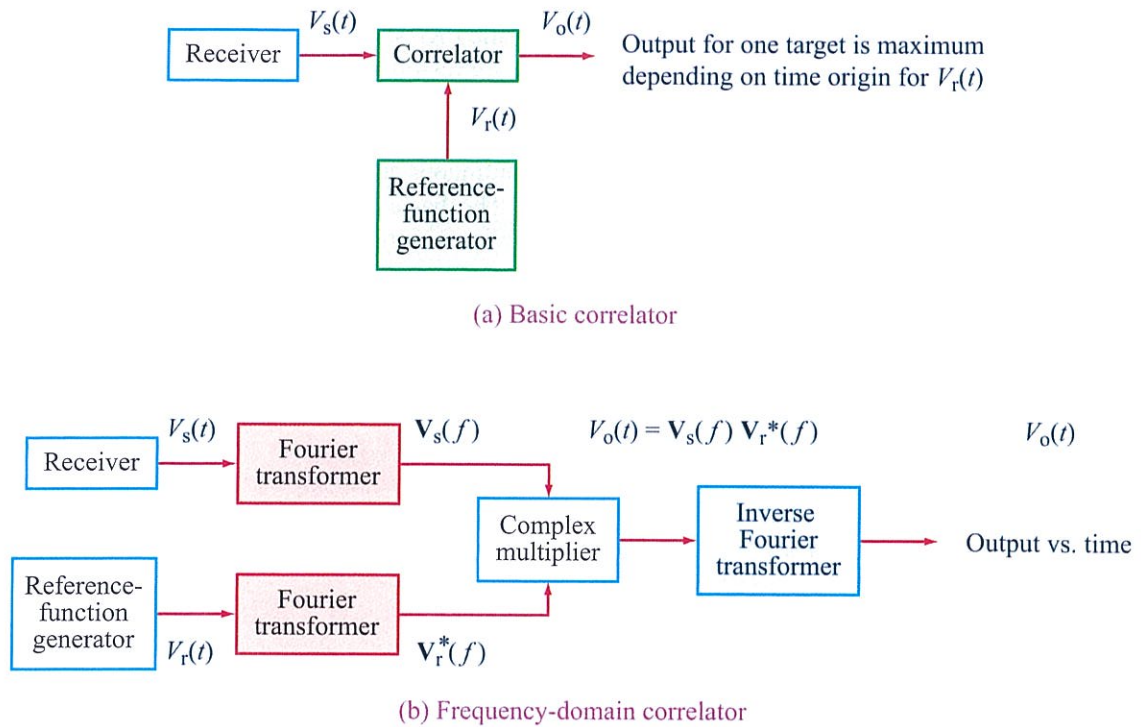 V_s(t)
V_o(t)
Receiver
Correlator
Output for one target is maximum
depending on time origin for V_r(t)
V_r(t)
Reference-
function
generator
(a) Basic correlator
V_s(t)
V_s(f)
V_o(t) = V_s(f) V_r*(f)
V_o(t)
Receiver
Fourier
transformer
Complex
multiplier
Inverse
Fourier
transformer
Output vs. time
Reference-
function
generator
V_r(t)
Fourier
transformer
V_r*(f)
(b) Frequency-domain correlator